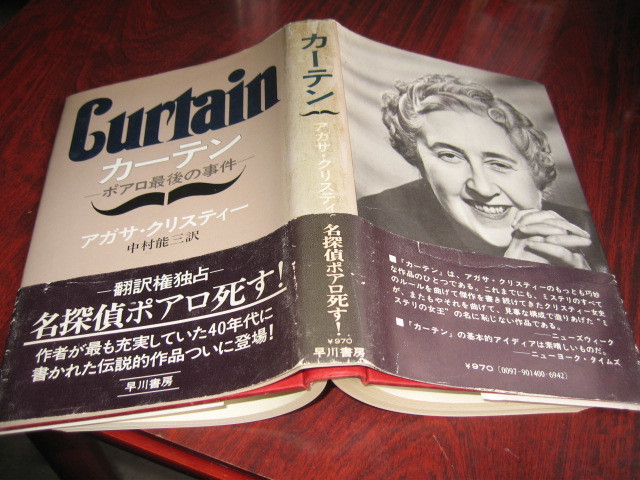 Curtain
カーテン
ポアロ最後の事件
アガサ・クリスティー
中村能三訳
翻訳権独占
名探偵ポアロ死す!
作者が最も充実していた40年代に
書かれた伝説的作品ついに登場!
早川書房
カーテン
アガサ・クリスティ
名探偵ポアロ死す!
¥970
早川書房
■「カーテン」は、アガサ・クリスティーのもっとも巧妙
な作品のひとつである。これまでにも、ミステリのすべて
のルールを曲げて傑作を書き続けてきたクリスティー女史
が、またもやそれを曲げて、見事な構成で造りあげた“ミ
ステリの女王”の名に恥じない作品である。
——ニューズウィーク
■「カーテン」の基本的アイディアは素晴しいものだ。
——ニューヨーク・タイムズ
¥970 (0097-901400-6942)